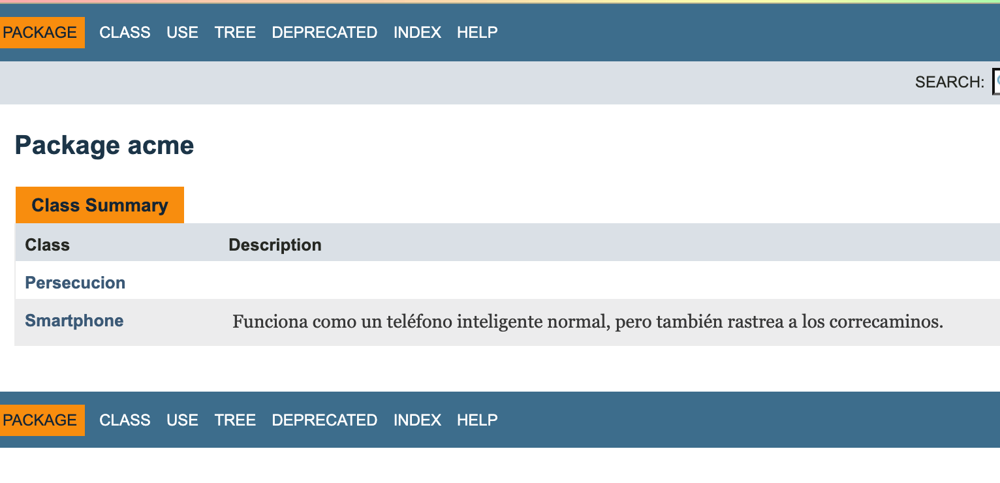 PACKAGE CLASS USE TREE DEPRECATED INDEX HELP
SEARCH:
Package acme
Class Summary
Class Description
Persecucion
Smartphone Funciona como un teléfono inteligente normal, pero también rastrea a los correcaminos.
PACKAGE CLASS USE TREE DEPRECATED INDEX HELP